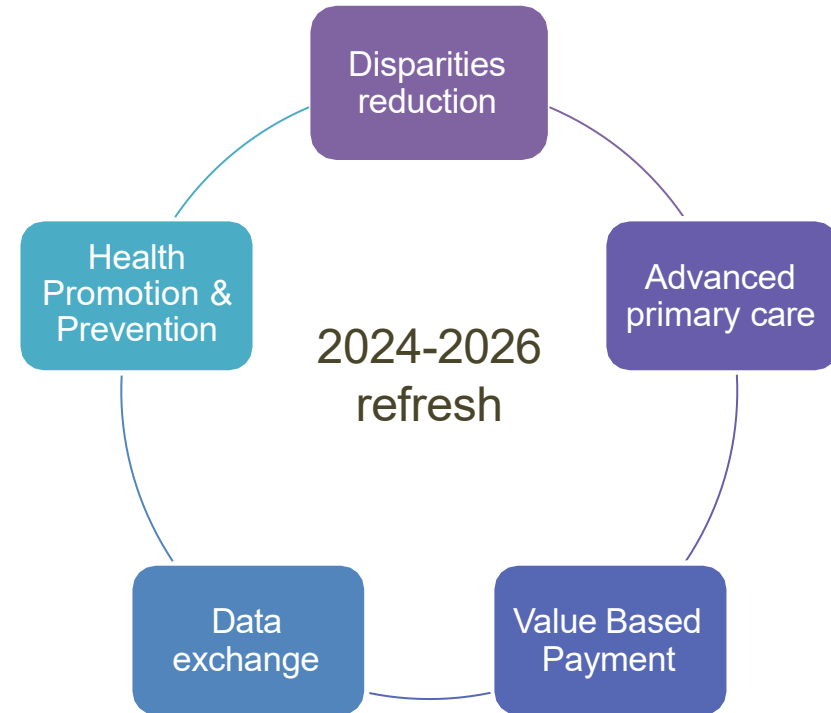 Disparities
reduction
Advanced
primary care
Value Based
Payment
Data
exchange
Health
Promotion &
Prevention
2024-2026
refresh